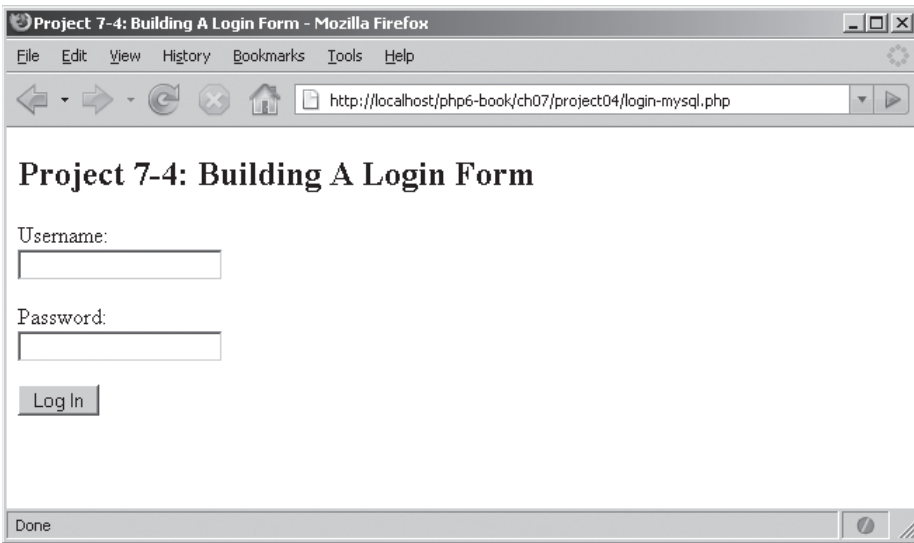 Project 7-4: Building A Login Form - Mozilla Firefox
File Edit View History Bookmarks Tools Help
http://localhost/php6-book/ch07/project04/login-mysql.php
Project 7-4: Building A Login Form
Username:
Password:
Log In
Done